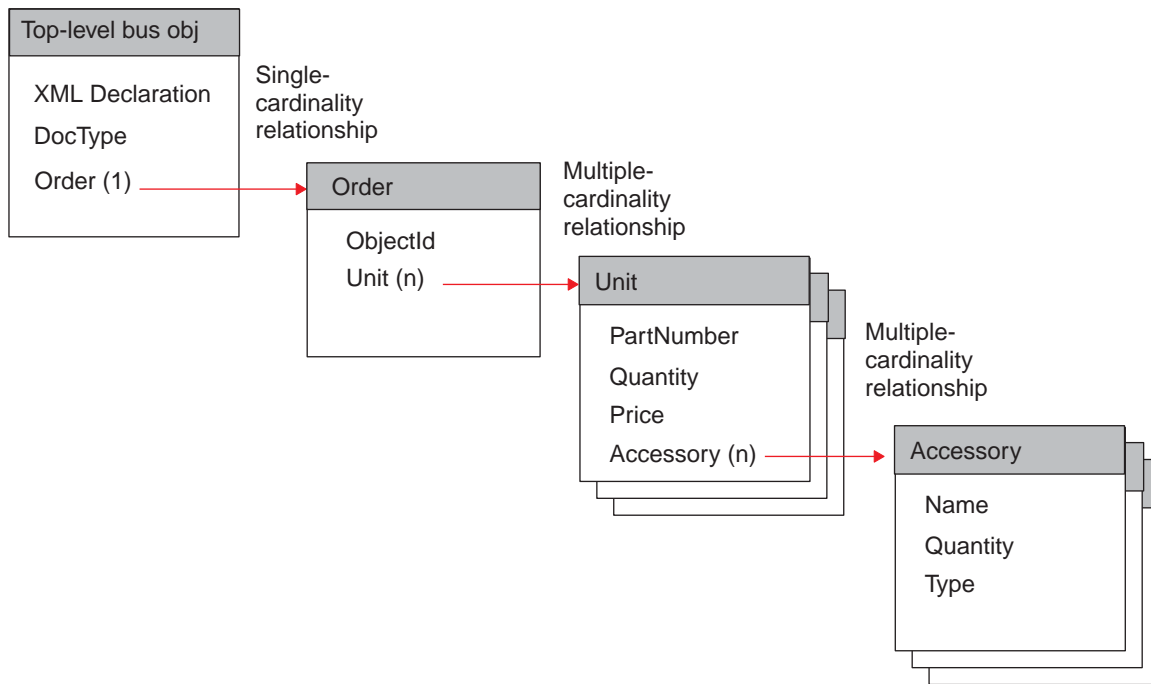 Top-level bus obj
XML Declaration
DocType
Order (1)
Single-
cardinality
relationship
Order
ObjectId
Unit (n)
Multiple-
cardinality
relationship
Unit
PartNumber
Quantity
Price
Accessory (n)
Multiple-
cardinality
relationship
Accessory
Name
Quantity
Type